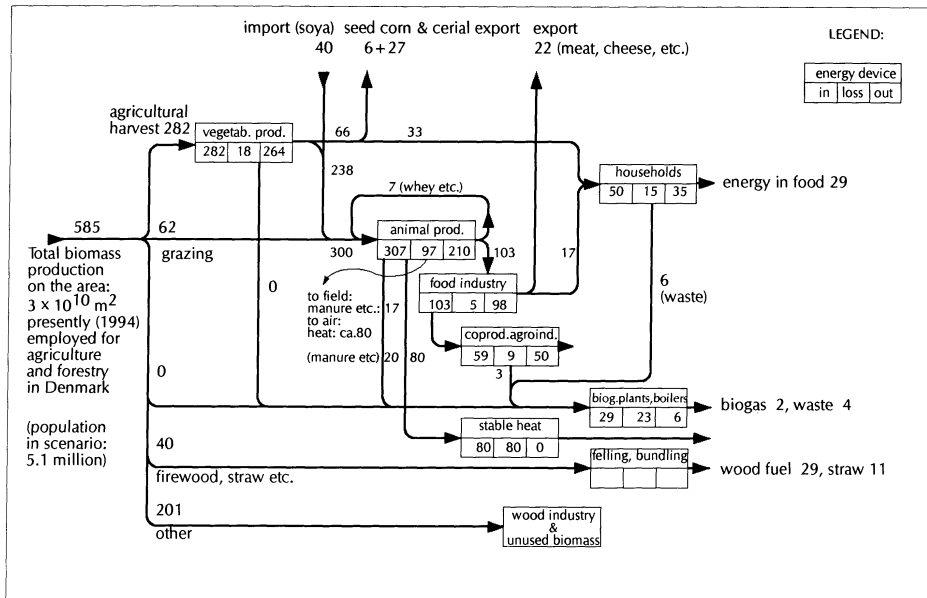 import (soya) seed corn & cerial export export
40 6 + 27 22 (meat, cheese, etc.)
LEGEND:
energy device
in loss out
agricultural
harvest 282
vegetab. prod.
282 18 264
66
33
238
households
50 15 35
energy in food 29
7 (whey etc.)
585
62
grazing
300
animal prod.
307 97 210
103
17
Total biomass
production
on the area:
3 x 10¹⁰ m²
presently (1994)
employed for
agriculture
and forestry
in Denmark
0
to field:
manure etc.: 17
to air:
heat: ca.80
(manure etc) 20 80
food industry
103 5 98
6
(waste)
coprod.agroind.
59 9 50
3
0
biog.plants,boilers
29 23 6
biogas 2, waste 4
(population
in scenario:
5.1 million)
stable heat
80 80 0
40
firewood, straw etc.
felling, bundling
wood fuel 29, straw 11
201
other
wood industry
&
unused biomass